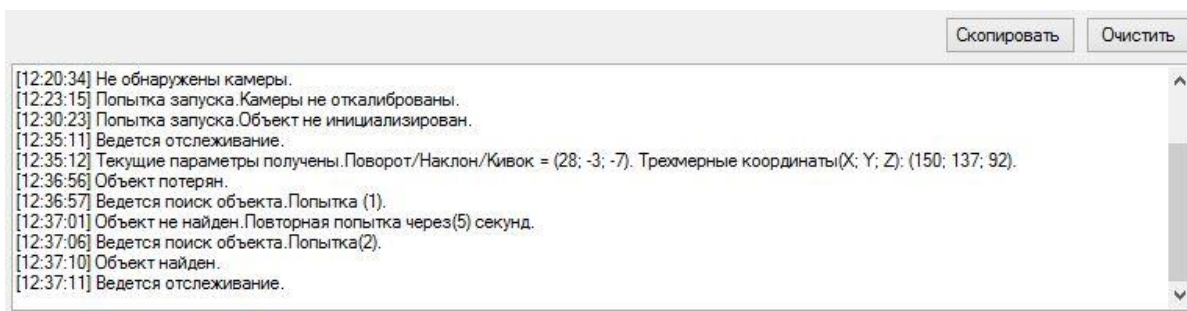 Скопировать Очистить
[12:20:34] Не обнаружены камеры.
[12:23:15] Попытка запуска.Камеры не откалиброваны.
[12:30:23] Попытка запуска.Объект не инициализирован.
[12:35:11] Ведется отслеживание.
[12:35:12] Текущие параметры получены.Поворот/Наклон/Кивок = (28; -3; -7). Трехмерные координаты(X; Y; Z): (150; 137; 92).
[12:36:56] Объект потерян.
[12:36:57] Ведется поиск объекта.Попытка (1).
[12:37:01] Объект не найден.Повторная попытка через(5) секунд.
[12:37:06] Ведется поиск объекта.Попытка(2).
[12:37:10] Объект найден.
[12:37:11] Ведется отслеживание.